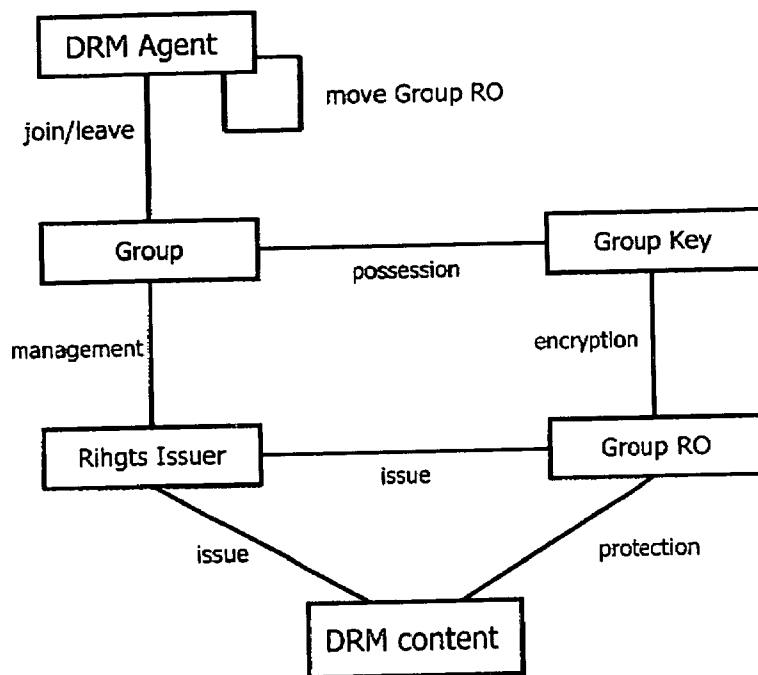 DRM Agent
move Group RO
join/leave
Group
possession
Group Key
management
encryption
Rihgts Issuer
issue
Group RO
issue
protection
DRM content